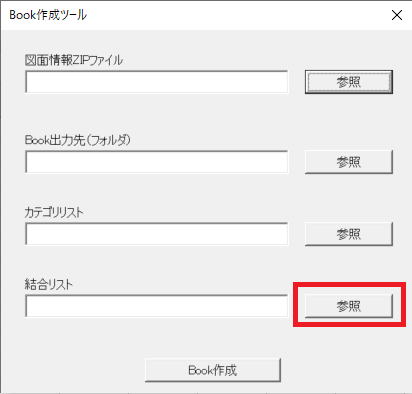 Book作成ツール
図面情報ZIPファイル
参照
Book出力先(フォルダ)
参照
カテゴリリスト
参照
結合リスト
参照
Book作成